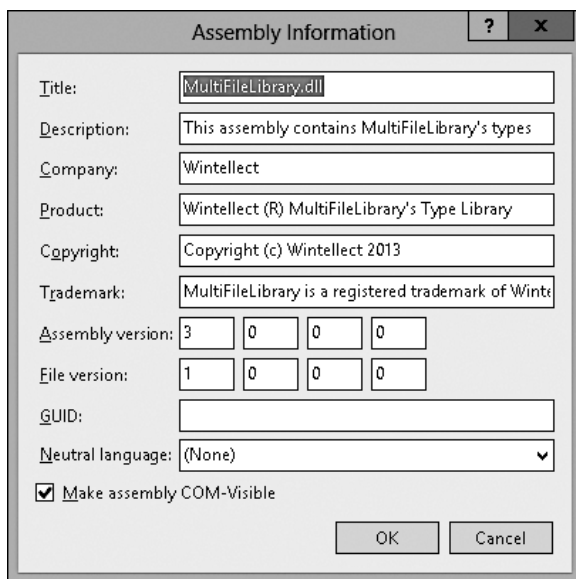 Assembly Information
?
x
Title: MultiFileLibrary.dll
Description: This assembly contains MultiFileLibrary's types
Company: Wintellect
Product: Wintellect (R) MultiFileLibrary's Type Library
Copyright: Copyright (c) Wintellect 2013
Trademark: MultiFileLibrary is a registered trademark of Winte
Assembly version: 3 0 0 0
File version: 1 0 0 0
GUID:
Neutral language: (None)
Make assembly COM-Visible
OK Cancel